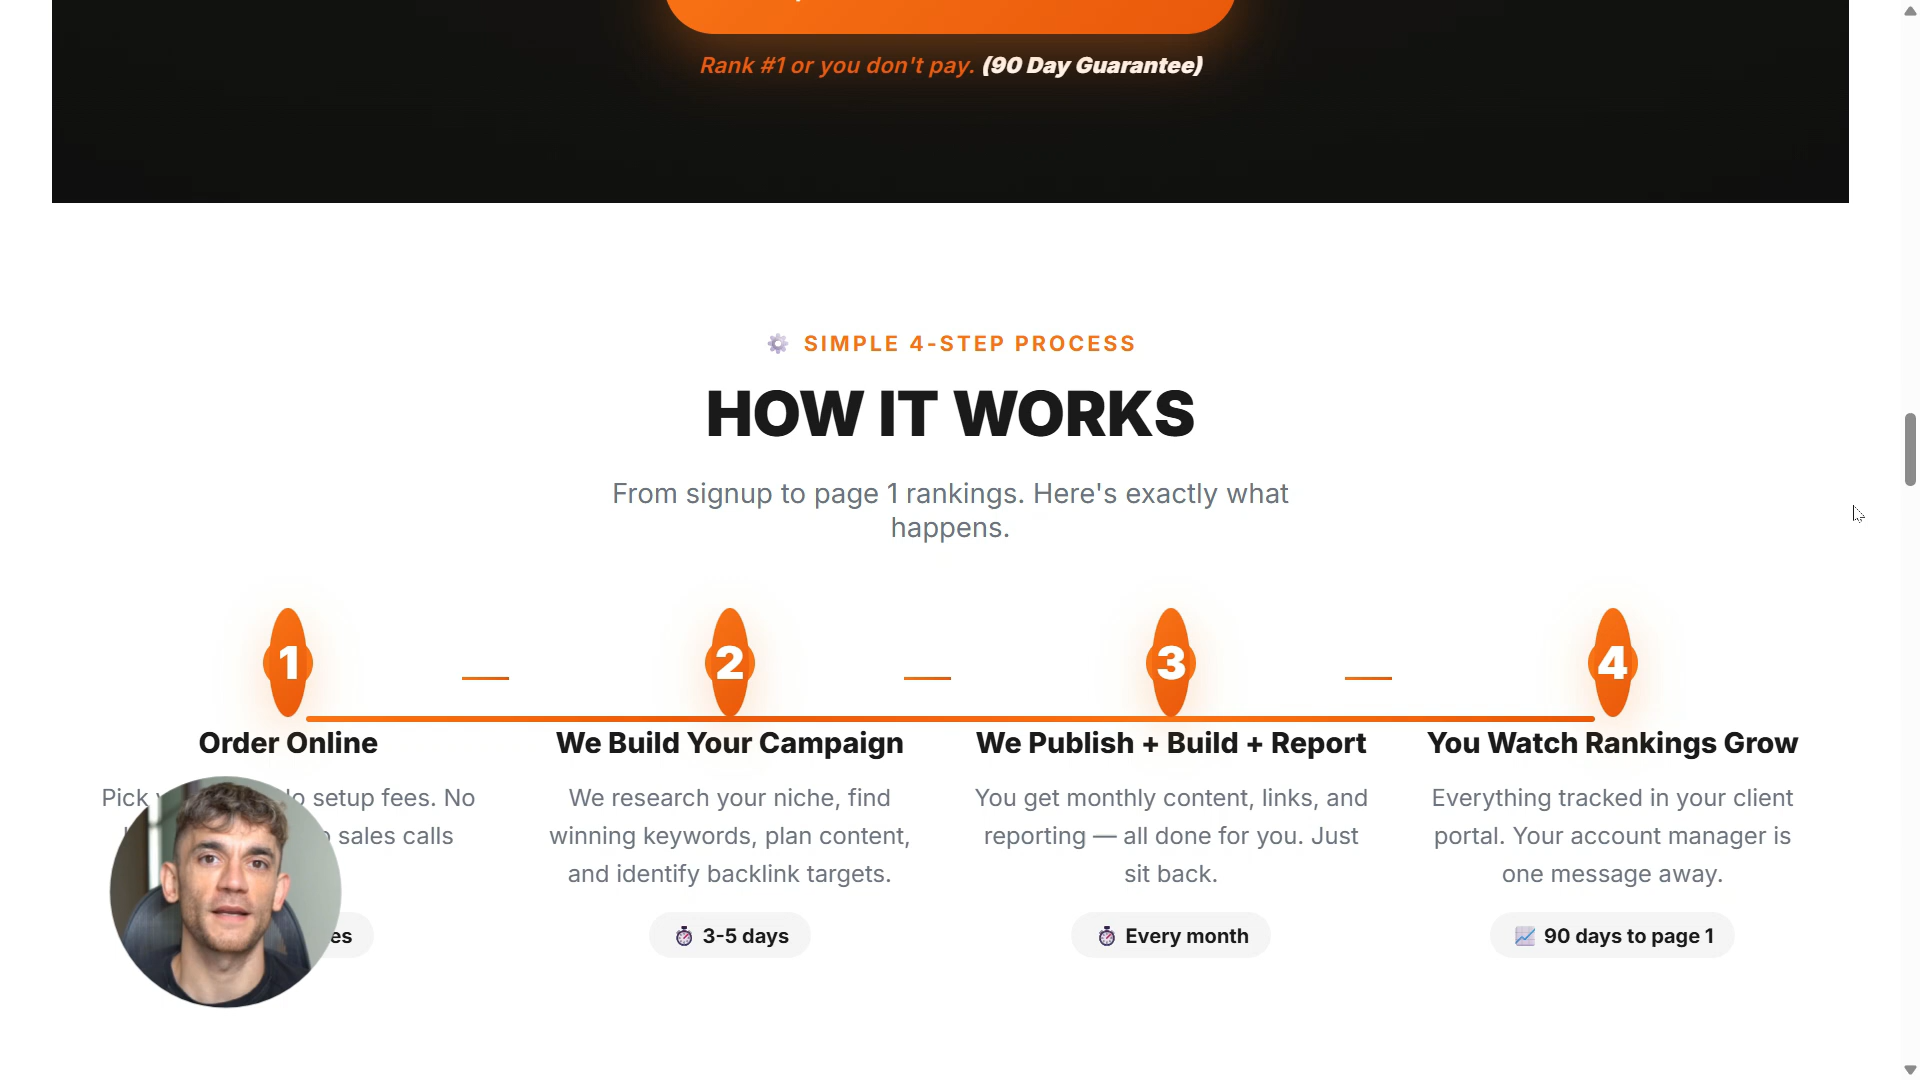 Rank #1 or you don't pay. (90 Day Guarantee)
⚙️ SIMPLE 4-STEP PROCESS
HOW IT WORKS
From signup to page 1 rankings. Here's exactly what
happens.
1
2
3
4
Order Online
Pick setup fees. No
sales calls
We Build Your Campaign
We research your niche, find
winning keywords, plan content,
and identify backlink targets.
⏱️ 3-5 days
We Publish + Build + Report
You get monthly content, links, and
reporting — all done for you. Just
sit back.
⏱️ Every month
You Watch Rankings Grow
Everything tracked in your client
portal. Your account manager is
one message away.
📈 90 days to page 1